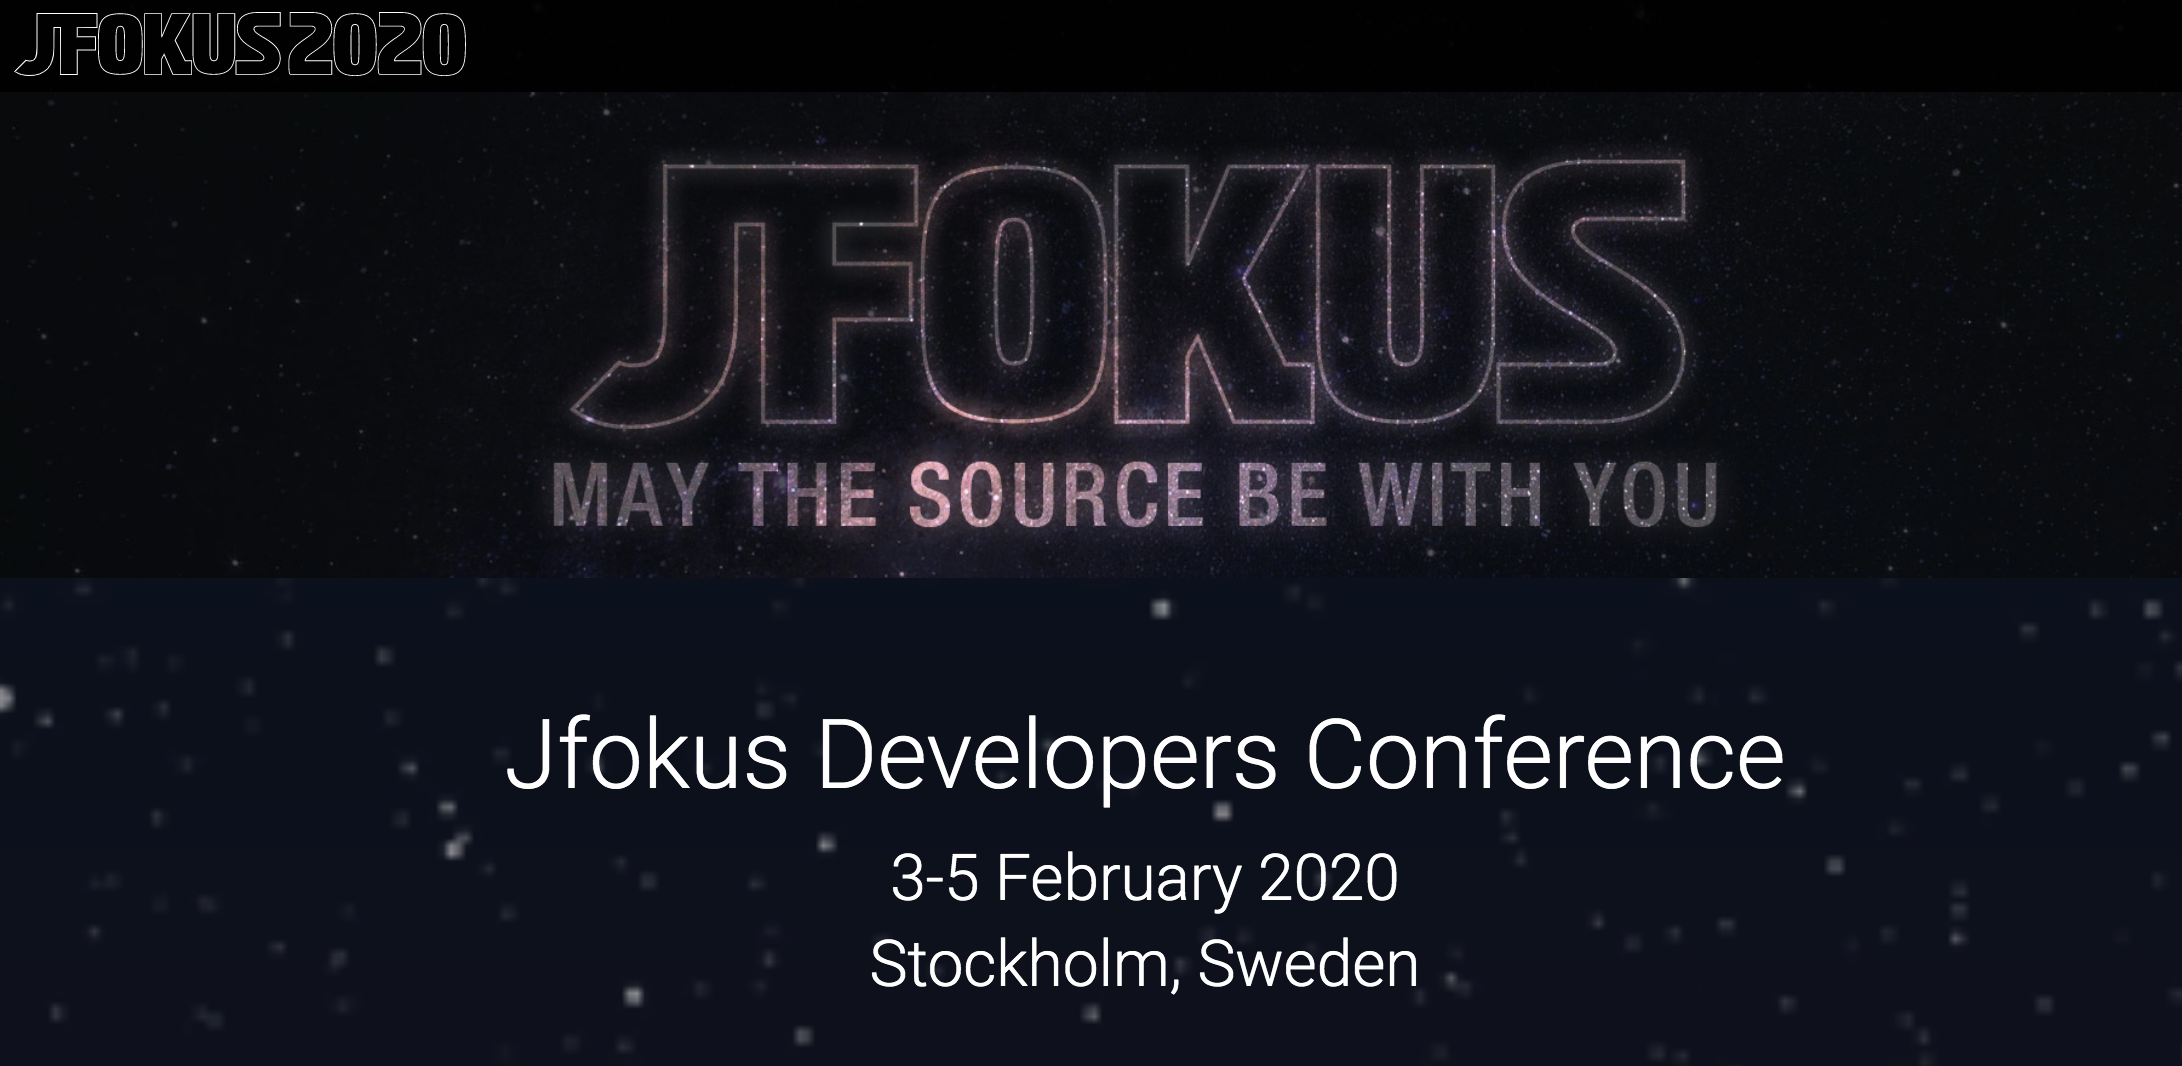 JFOKUS2020
JFOKUS
MAY THE SOURCE BE WITH YOU
Jfokus Developers Conference
3-5 February 2020
Stockholm, Sweden